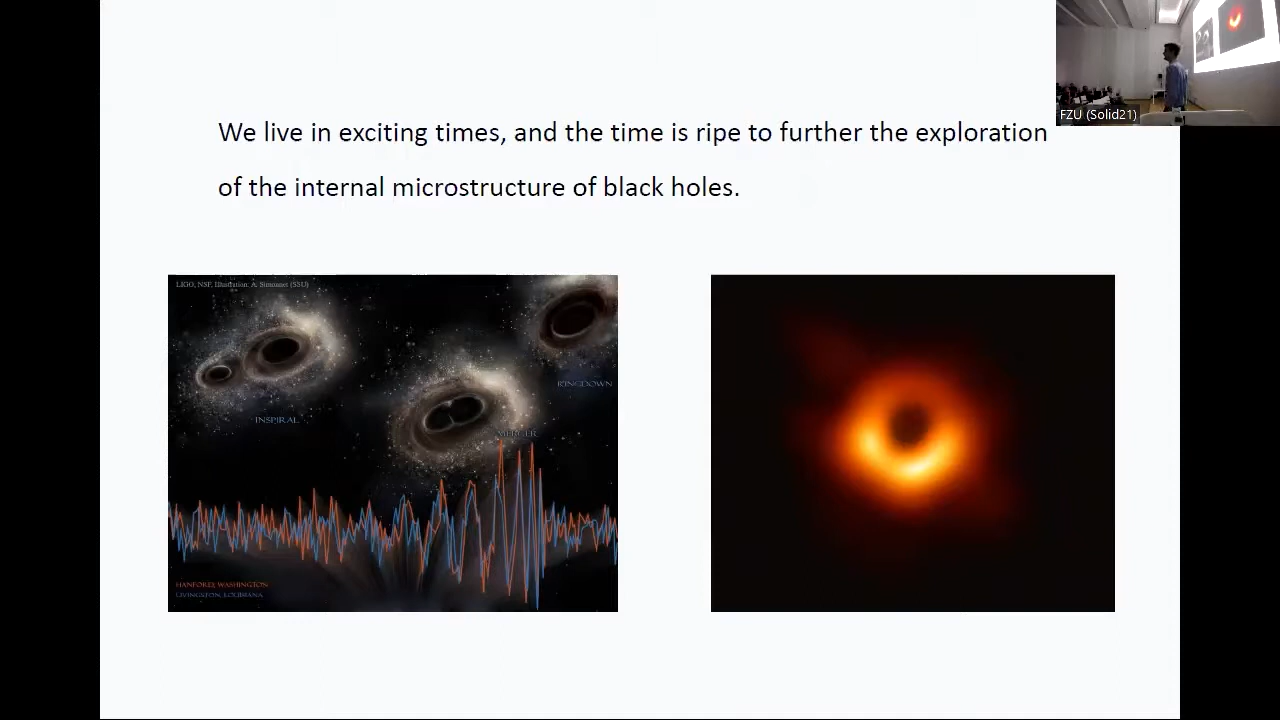 We live in exciting times, and the time is ripe to further the exploration
of the internal microstructure of black holes.
FZU (Solid21)
LIGO, NSF, Illustration: A. Simonnet (SSU)
RINGDOWN
INSPIRAL
MERGER
HANFORD, WASHINGTON
LIVINGSTON, LOUISIANA